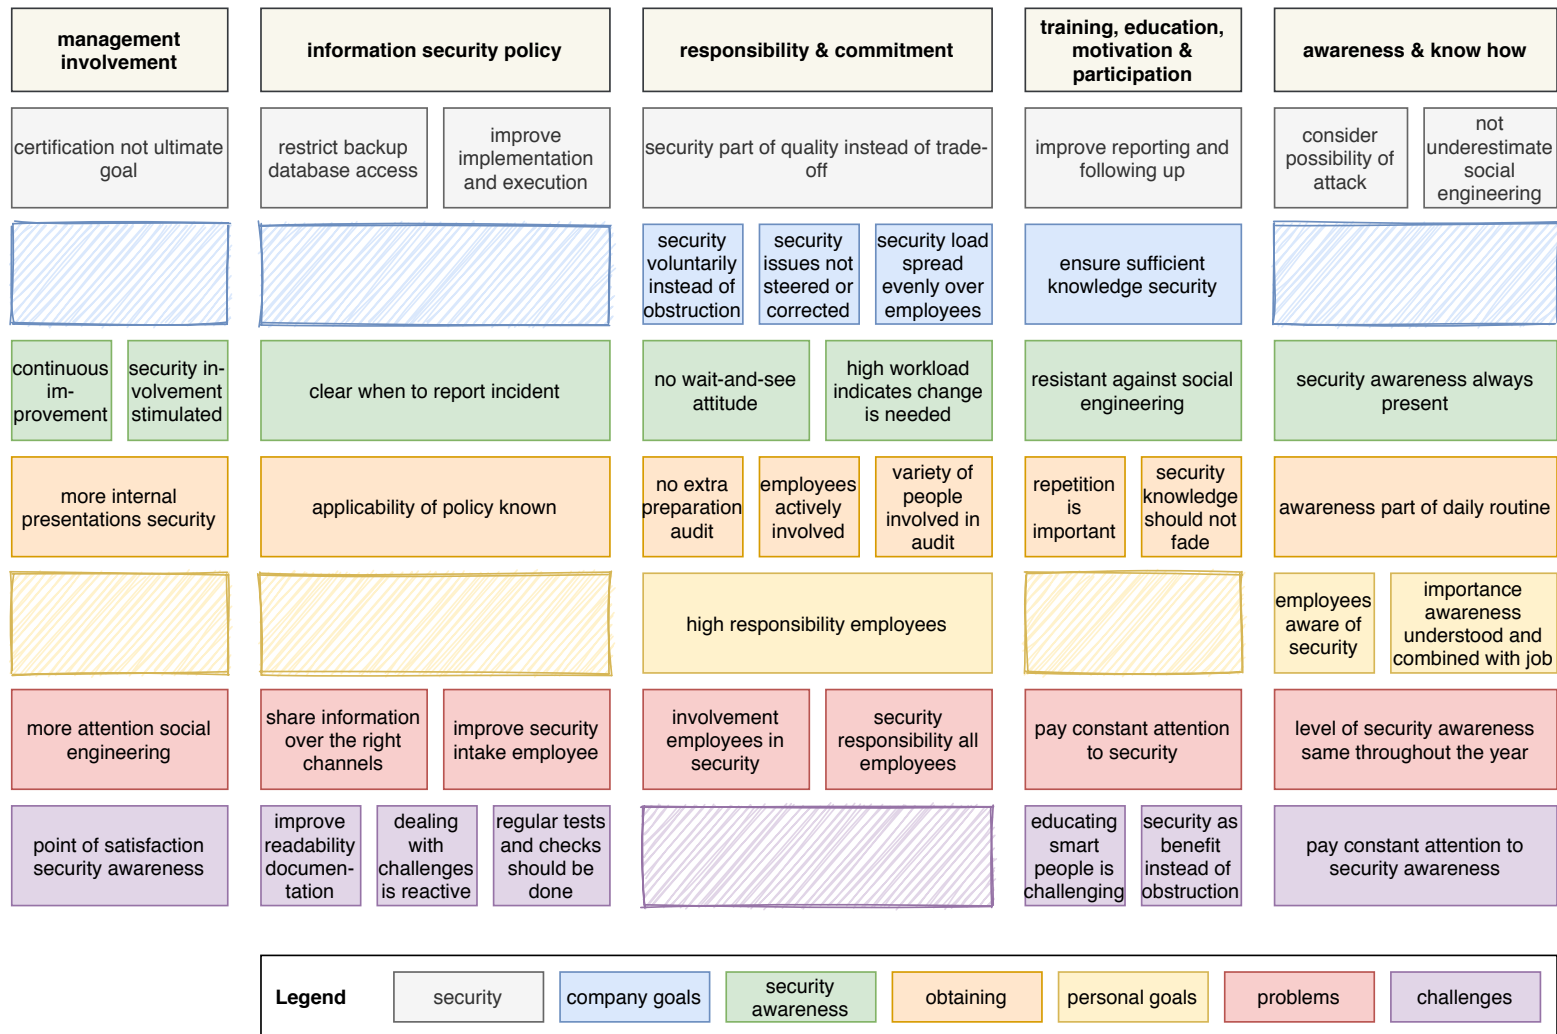 management
involvement
information security policy
responsibility & commitment
training, education,
motivation &
participation
awareness & know how
certification not ultimate
goal
restrict backup
database access
improve
implementation
and execution
security part of quality instead of trade-
off
improve reporting and
following up
consider
possibility of
attack
not
underestimate
social
engineering
security
voluntarily
instead of
obstruction
security
issues not
steered or
corrected
security load
spread
evenly over
employees
ensure sufficient
knowledge security
continuous
im-
provement
security in-
volvement
stimulated
clear when to report incident
no wait-and-see
attitude
high workload
indicates change
is needed
resistant against social
engineering
security awareness always
present
more internal
presentations security
applicability of policy known
no extra
preparation
audit
employees
actively
involved
variety of
people
involved in
audit
repetition
is
important
security
knowledge
should not
fade
awareness part of daily routine
high responsibility employees
employees
aware of
security
importance
awareness
understood and
combined with job
more attention social
engineering
share information
over the right
channels
improve security
intake employee
involvement
employees in
security
security
responsibility all
employees
pay constant attention
to security
level of security awareness
same throughout the year
point of satisfaction
security awareness
improve
readability
documen-
tation
dealing
with
challenges
is reactive
regular tests
and checks
should be
done
educating
smart
people is
challenging
security as
benefit
instead of
obstruction
pay constant attention to
security awareness
Legend
security
company goals
security
awareness
obtaining
personal goals
problems
challenges